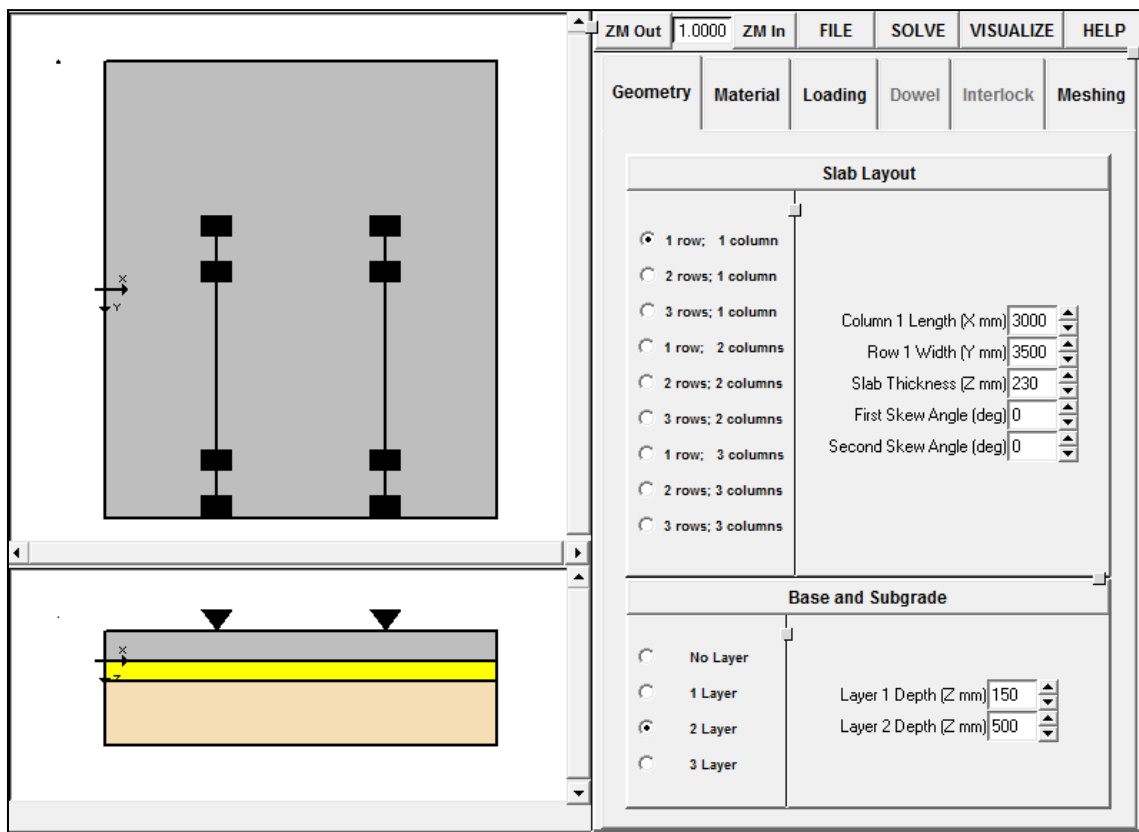 ZM Out 1.0000 ZM In FILE SOLVE VISUALIZE HELP
Geometry Material Loading Dowel Interlock Meshing
Slab Layout
1 row; 1 column
2 rows; 1 column
3 rows; 1 column
1 row; 2 columns
2 rows; 2 columns
3 rows; 2 columns
1 row; 3 columns
2 rows; 3 columns
3 rows; 3 columns
Column 1 Length (X mm) 3000
Row 1 Width (Y mm) 3500
Slab Thickness (Z mm) 230
First Skew Angle (deg) 0
Second Skew Angle (deg) 0
X
Y
Base and Subgrade
No Layer
1 Layer
2 Layer
3 Layer
Layer 1 Depth (Z mm) 150
Layer 2 Depth (Z mm) 500
X
Z